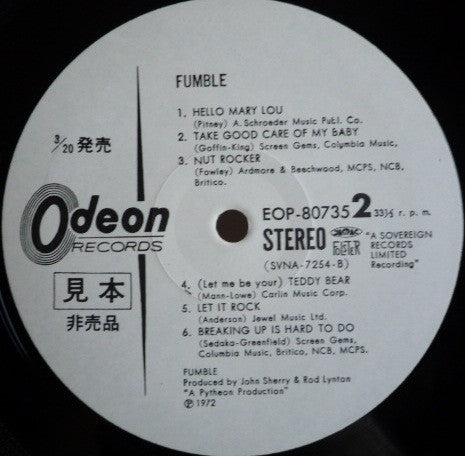 FUMBLE
1. HELLO MARY LOU
(Pitney) A. Schroeder Music Publ. Co.
2. TAKE GOOD CARE OF MY BABY
(Goffin-King) Screen Gems, Columbia Music,
3. NUT ROCKER
(Fowley) Ardmore & Beechwood, MCPS, NCB,
Britico.
3/20 発売
Odeon
RECORDS
見本
非売品
EOP-80735 2 33⅓ r. p. m.
STEREO
(SVNA-7254-B)
"A SOVEREIGN
RECORDS
LIMITED
Recording"
4. (Let me be your) TEDDY BEAR
(Mann-Lowe) Carlin Music Corp.
5. LET IT ROCK
(Anderson) Jewel Music Ltd.
6. BREAKING UP IS HARD TO DO
(Sedaka-Greenfield) Screen Gems,
Columbia Music, Britico, NCB, MCPS.
FUMBLE
Produced by John Sherry & Rod Lynton
"A Pytheon Production"
Ⓟ 1972